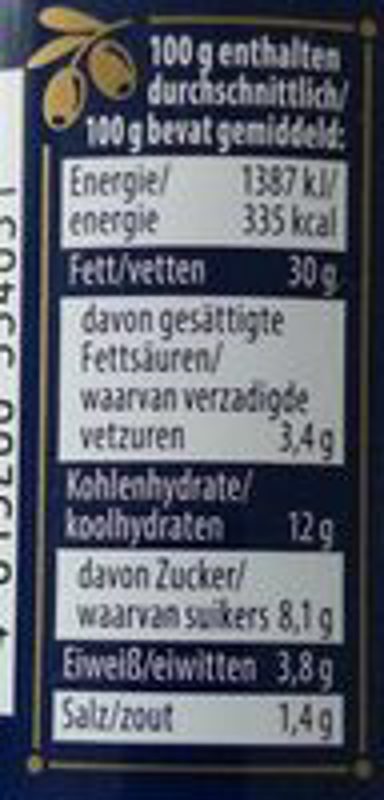 100 g enthalten
durchschnittlich/
100 g bevat gemiddeld:
Energie/ 1387 kJ/
energie 335 kcal
Fett/vetten 30 g
davon gesättigte
Fettsäuren/
waarvan verzadigde
vetzuren 3,4 g
Kohlenhydrate/
koolhydraten 12 g
davon Zucker/
waarvan suikers 8,1 g
Eiweiß/eiwitten 3,8 g
Salz/zout 1,4 g